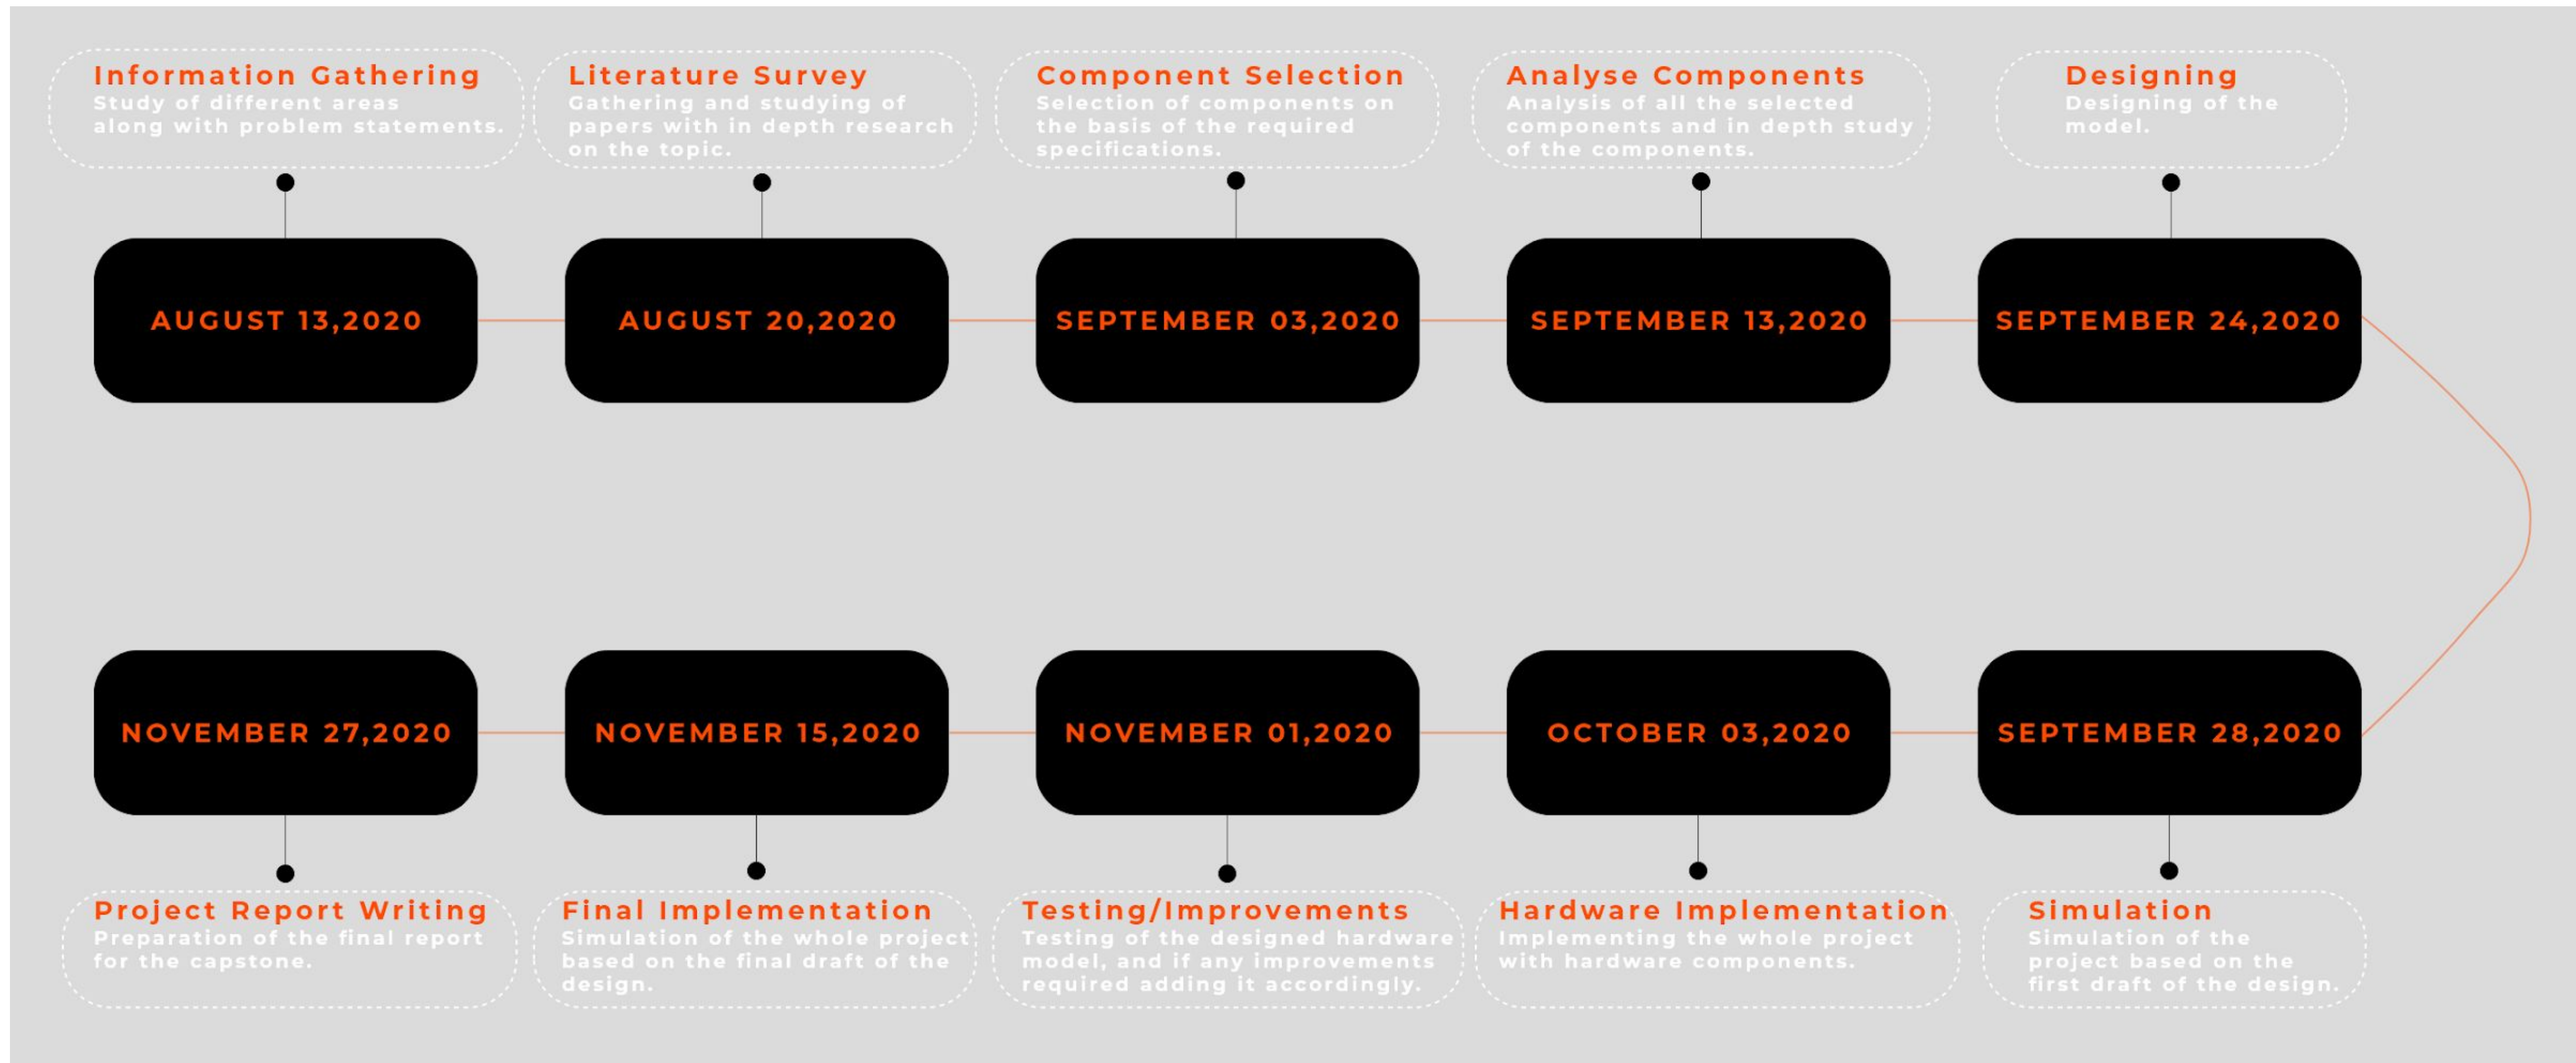 Information Gathering
Study of different areas
along with problem statements.
Literature Survey
Gathering and studying of
papers with in depth research
on the topic.
Component Selection
Selection of components on
the basis of the required
specifications.
Analyse Components
Analysis of all the selected
components and in depth study
of the components.
Designing
Designing of the
model.
AUGUST 13,2020
AUGUST 20,2020
SEPTEMBER 03,2020
SEPTEMBER 13,2020
SEPTEMBER 24,2020
NOVEMBER 27,2020
NOVEMBER 15,2020
NOVEMBER 01,2020
OCTOBER 03,2020
SEPTEMBER 28,2020
Project Report Writing
Preparation of the final report
for the capstone.
Final Implementation
Simulation of the whole project
based on the final draft of the
design.
Testing/Improvements
Testing of the designed hardware
model, and if any improvements
required adding it accordingly.
Hardware Implementation
Implementing the whole project
with hardware components.
Simulation
Simulation of the
project based on the
first draft of the design.